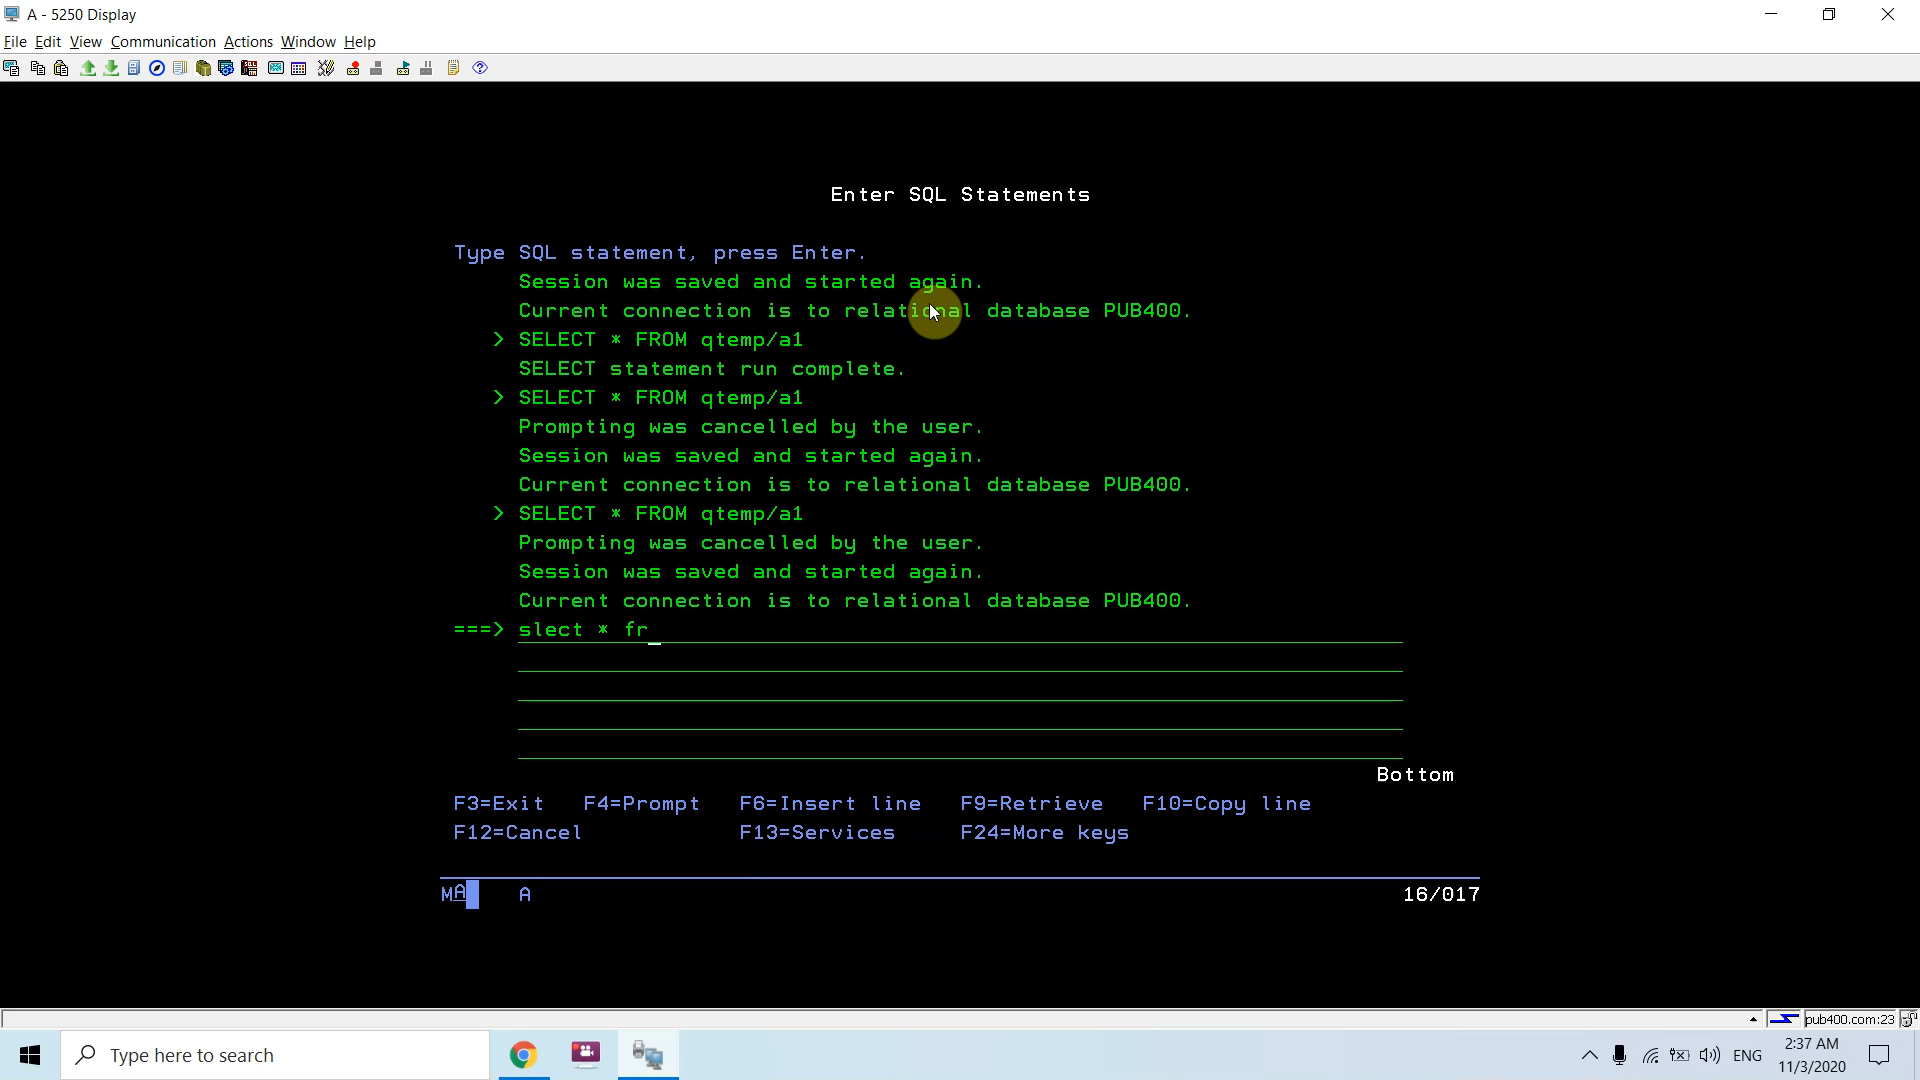 A - 5250 Display
File Edit View Communication Actions Window Help
Enter SQL Statements
Type SQL statement, press Enter.
Session was saved and started again.
Current connection is to relational database PUB400.
> SELECT * FROM qtemp/a1
SELECT statement run complete.
> SELECT * FROM qtemp/a1
Prompting was cancelled by the user.
Session was saved and started again.
Current connection is to relational database PUB400.
> SELECT * FROM qtemp/a1
Prompting was cancelled by the user.
Session was saved and started again.
Current connection is to relational database PUB400.
===> slect * fr_
Bottom
F3=Exit F4=Prompt F6=Insert line F9=Retrieve F10=Copy line
F12=Cancel F13=Services F24=More keys
MA A 16/017
pub400.com:23
Type here to search
ENG
2:37 AM
11/3/2020